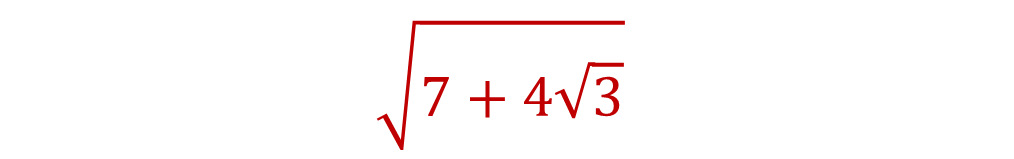 √(7 + 4√3)